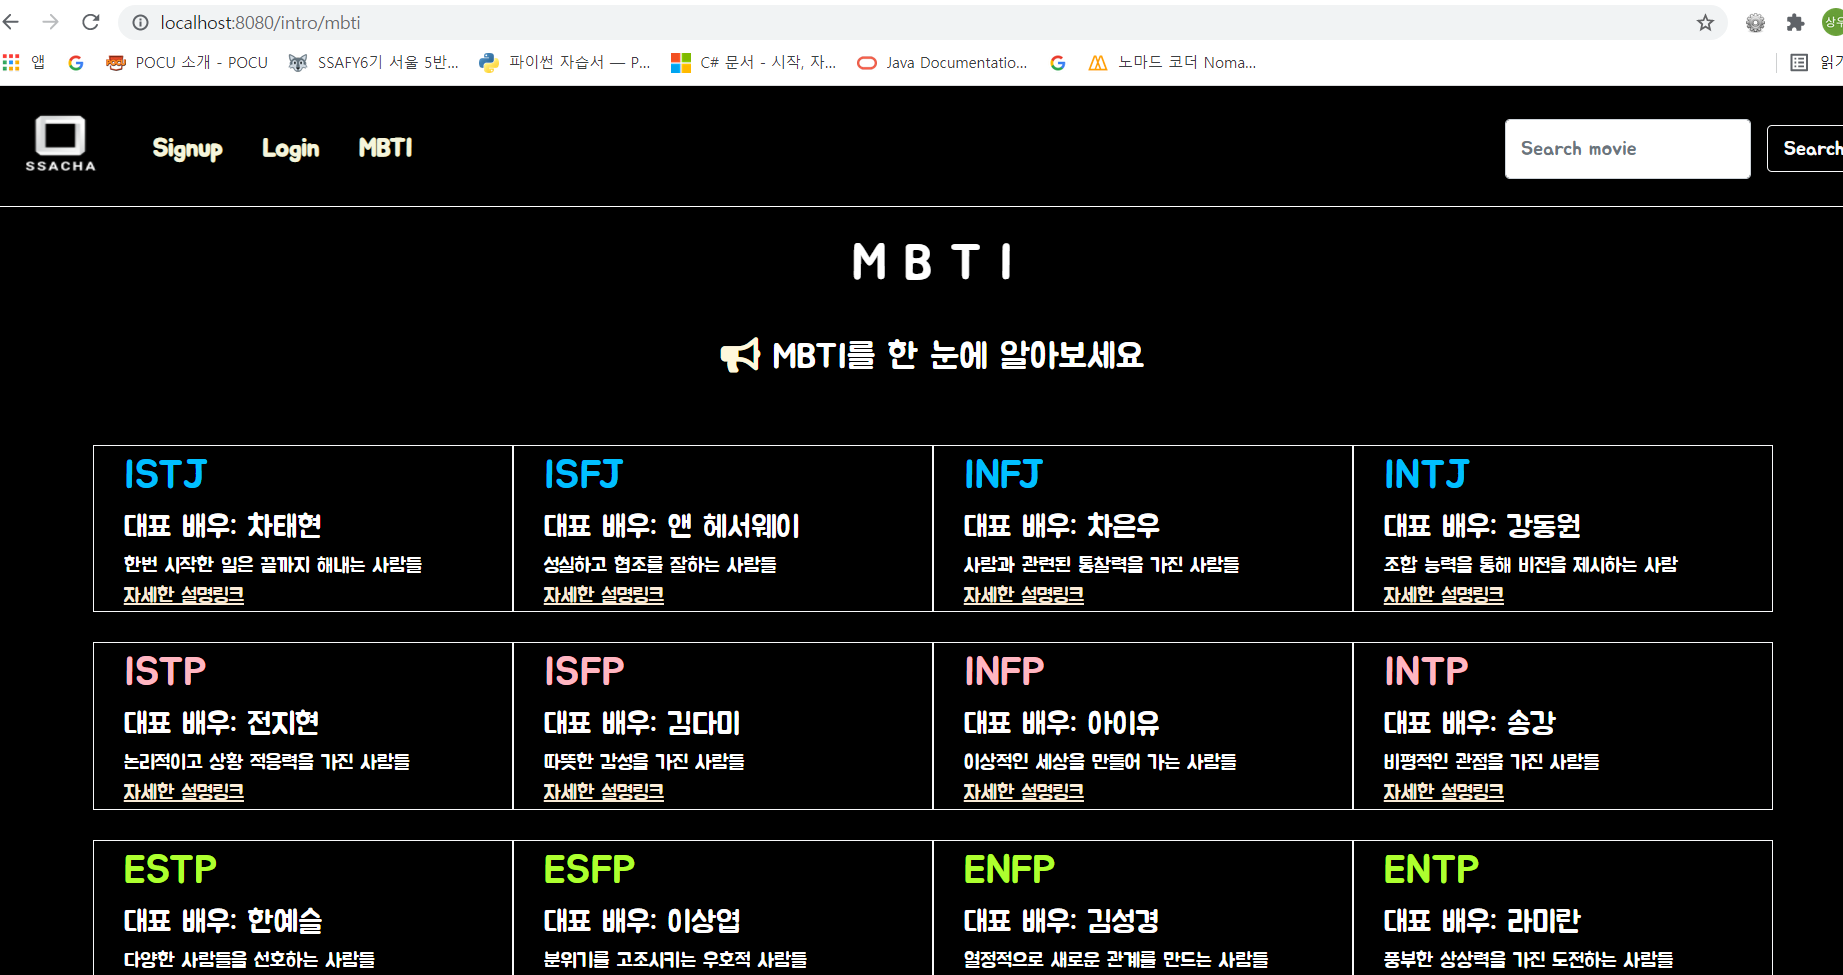 localhost:8080/intro/mbti
상우
앱
POCU 소개 - POCU
SSAFY6기 서울 5반...
파이썬 자습서 — P...
C# 문서 - 시작, 자...
Java Documentatio...
노마드 코더 Noma...
SSACHA
Signup Login MBTI
Search movie
Search
M B T I
MBTI를 한 눈에 알아보세요
ISTJ
대표 배우: 차태현
한번 시작한 일은 끝까지 해내는 사람들
자세한 설명링크
ISFJ
대표 배우: 앤 헤서웨이
성실하고 협조를 잘하는 사람들
자세한 설명링크
INFJ
대표 배우: 차은우
사람과 관련된 통찰력을 가진 사람들
자세한 설명링크
INTJ
대표 배우: 강동원
조합 능력을 통해 비전을 제시하는 사람
자세한 설명링크
ISTP
대표 배우: 전지현
논리적이고 상황 적응력을 가진 사람들
자세한 설명링크
ISFP
대표 배우: 김다미
따뜻한 감성을 가진 사람들
자세한 설명링크
INFP
대표 배우: 아이유
이상적인 세상을 만들어 가는 사람들
자세한 설명링크
INTP
대표 배우: 송강
비평적인 관점을 가진 사람들
자세한 설명링크
ESTP
대표 배우: 한예슬
다양한 사람들을 선호하는 사람들
ESFP
대표 배우: 이상엽
분위기를 고조시키는 우호적 사람들
ENFP
대표 배우: 김성경
열정적으로 새로운 관계를 만드는 사람들
ENTP
대표 배우: 라미란
풍부한 상상력을 가진 도전하는 사람들